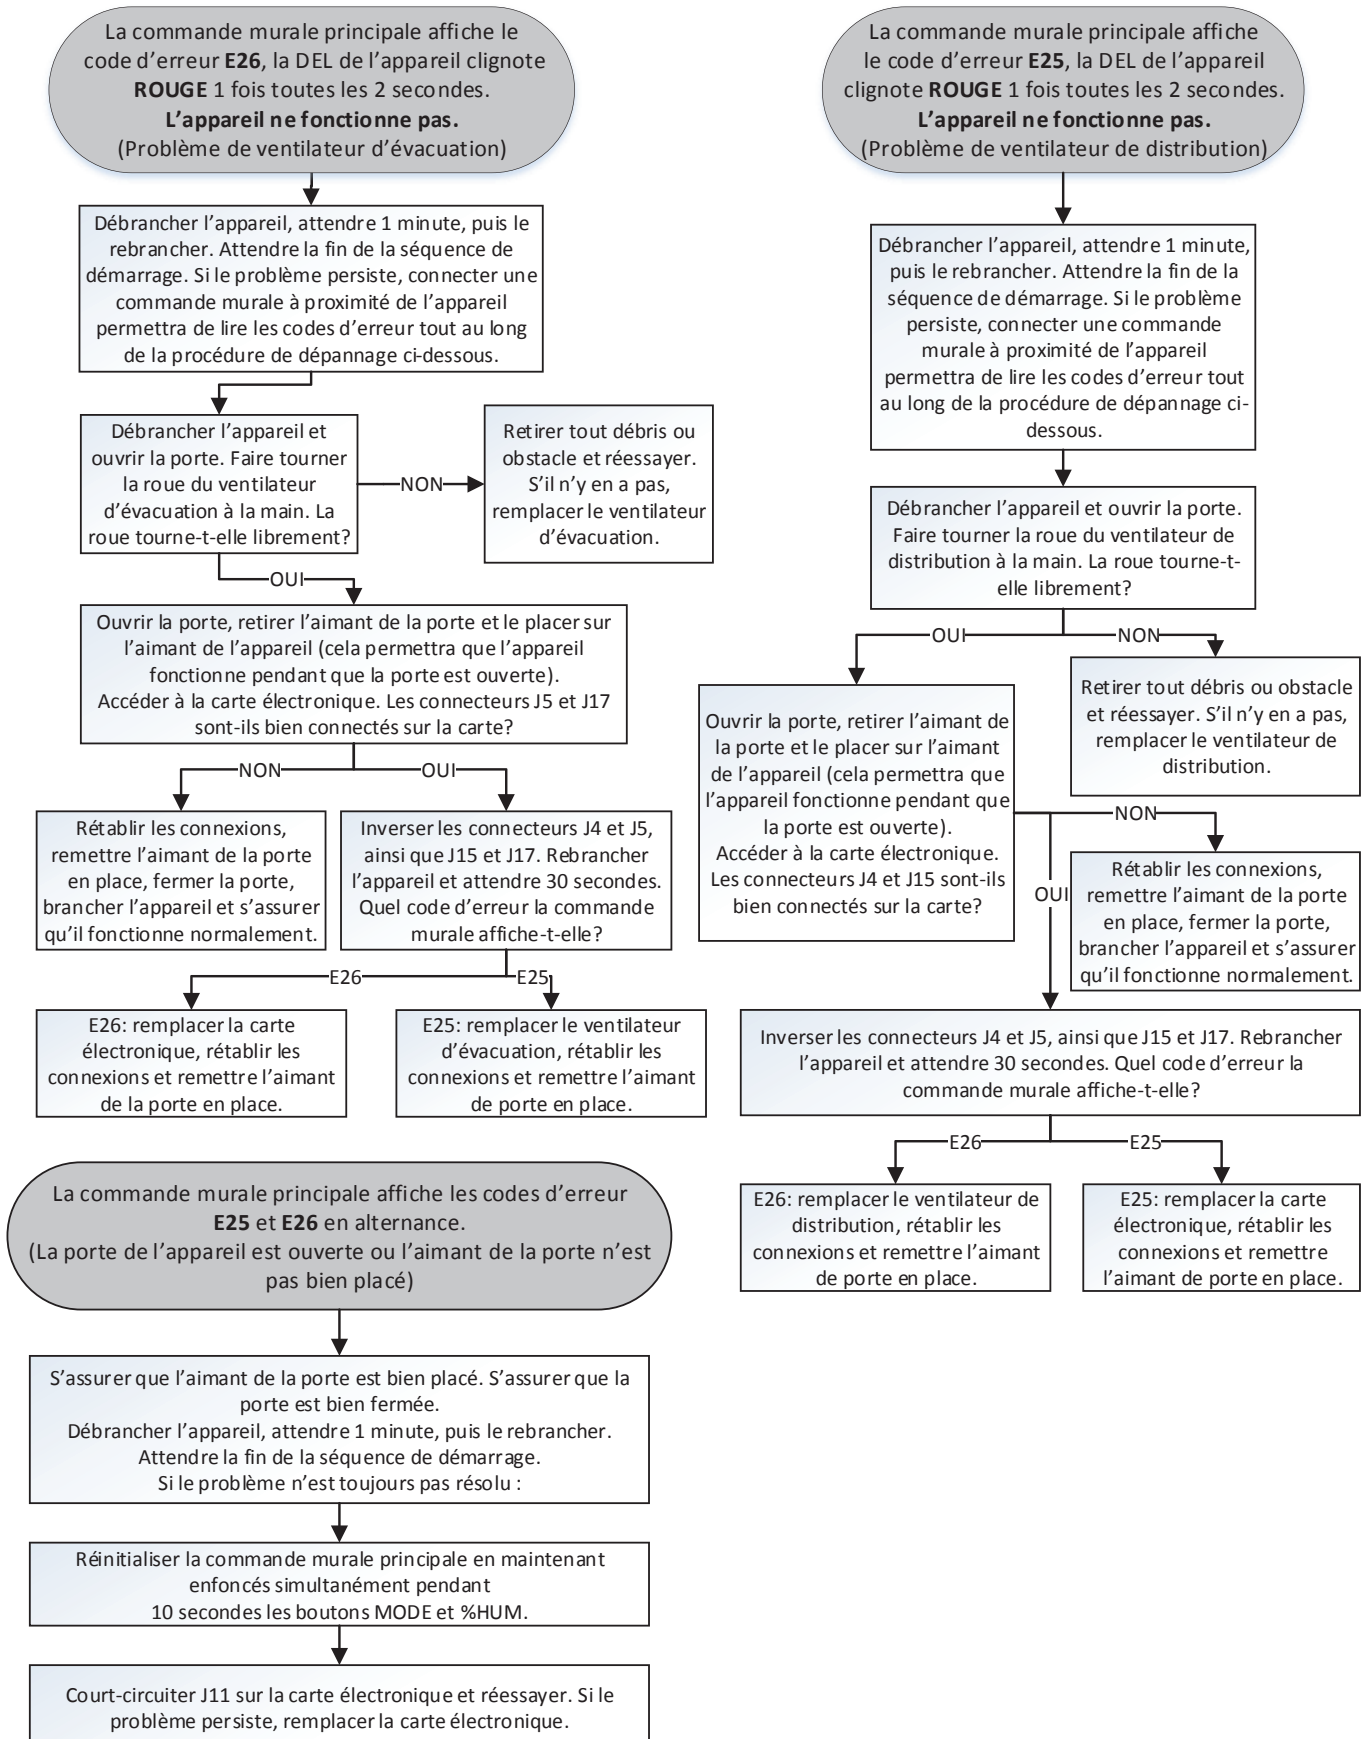 La commande murale principale affiche le
code d'erreur E26, la DEL de l'appareil clignote
ROUGE 1 fois toutes les 2 secondes.
L'appareil ne fonctionne pas.
(Problème de ventilateur d'évacuation)
Débrancher l'appareil, attendre 1 minute, puis le
rebrancher. Attendre la fin de la séquence de
démarrage. Si le problème persiste, connecter une
commande murale à proximité de l'appareil
permettra de lire les codes d'erreur tout au long
de la procédure de dépannage ci-dessous.
Débrancher l'appareil et
ouvrir la porte. Faire tourner
la roue du ventilateur
d'évacuation à la main. La
roue tourne-t-elle librement?
NON
Retirer tout débris ou
obstacle et réessayer.
S'il n'y en a pas,
remplacer le ventilateur
d'évacuation.
OUI
Ouvrir la porte, retirer l'aimant de la porte et le placer sur
l'aimant de l'appareil (cela permettra que l'appareil
fonctionne pendant que la porte est ouverte).
Accéder à la carte électronique. Les connecteurs J5 et J17
sont-ils bien connectés sur la carte?
NON
OUI
Rétablir les connexions,
remettre l'aimant de la porte
en place, fermer la porte,
brancher l'appareil et s'assurer
qu'il fonctionne normalement.
Inverser les connecteurs J4 et J5,
ainsi que J15 et J17. Rebrancher
l'appareil et attendre 30 secondes.
Quel code d'erreur la commande
murale affiche-t-elle?
E26
E25
E26: remplacer la carte
électronique, rétablir les
connexions et remettre l'aimant
de la porte en place.
E25: remplacer le ventilateur
d'évacuation, rétablir les
connexions et remettre l'aimant
de porte en place.
La commande murale principale affiche
le code d'erreur E25, la DEL de l'appareil
clignote ROUGE 1 fois toutes les 2 secondes.
L'appareil ne fonctionne pas.
(Problème de ventilateur de distribution)
Débrancher l'appareil, attendre 1 minute,
puis le rebrancher. Attendre la fin de la
séquence de démarrage. Si le problème
persiste, connecter une commande
murale à proximité de l'appareil
permettra de lire les codes d'erreur tout
au long de la procédure de dépannage ci-
dessous.
Débrancher l'appareil et ouvrir la porte.
Faire tourner la roue du ventilateur de
distribution à la main. La roue tourne-t-
elle librement?
OUI
NON
Retirer tout débris ou obstacle
et réessayer. S'il n'y en a pas,
remplacer le ventilateur de
distribution.
Ouvrir la porte, retirer l'aimant de
la porte et le placer sur l'aimant
de l'appareil (cela permettra que
l'appareil fonctionne pendant que
la porte est ouverte).
Accéder à la carte électronique.
Les connecteurs J4 et J15 sont-ils
bien connectés sur la carte?
NON
OUI
Rétablir les connexions,
remettre l'aimant de la porte
en place, fermer la porte,
brancher l'appareil et s'assurer
qu'il fonctionne normalement.
Inverser les connecteurs J4 et J5, ainsi que J15 et J17. Rebrancher
l'appareil et attendre 30 secondes. Quel code d'erreur la
commande murale affiche-t-elle?
E26
E25
E26: remplacer le ventilateur de
distribution, rétablir les
connexions et remettre l'aimant
de porte en place.
E25: remplacer la carte
électronique, rétablir les
connexions et remettre
l'aimant de porte en place.
La commande murale principale affiche les codes d'erreur
E25 et E26 en alternance.
(La porte de l'appareil est ouverte ou l'aimant de la porte n'est
pas bien placé)
S'assurer que l'aimant de la porte est bien placé. S'assurer que la
porte est bien fermée.
Débrancher l'appareil, attendre 1 minute, puis le rebrancher.
Attendre la fin de la séquence de démarrage.
Si le problème n'est toujours pas résolu :
Réinitialiser la commande murale principale en maintenant
enfoncés simultanément pendant
10 secondes les boutons MODE et %HUM.
Court-circuiter J11 sur la carte électronique et réessayer. Si le
problème persiste, remplacer la carte électronique.